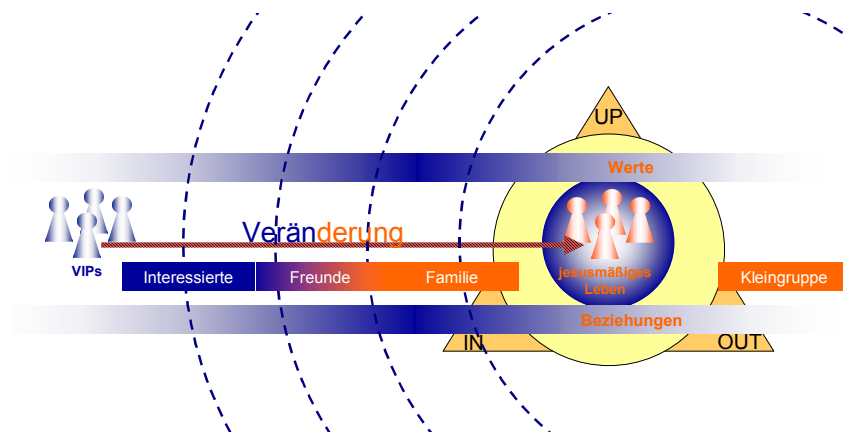 UP
Werte
Veränderung
VIPs
Interessierte
Freunde
Familie
jesusmäßiges
Leben
Kleingruppe
Beziehungen
IN
OUT